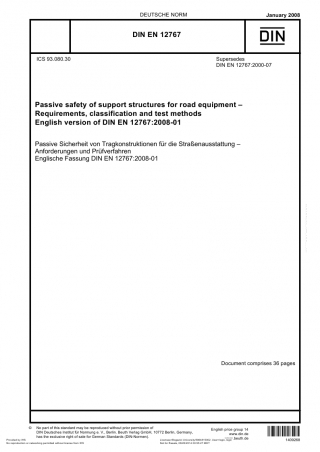 DEUTSCHE NORM
January 2008
DIN EN 12767
DIN
ICS 93.080.30
Supersedes
DIN EN 12767:2000-07
Passive safety of support structures for road equipment –
Requirements, classification and test methods
English version of DIN EN 12767:2008-01
Passive Sicherheit von Tragkonstruktionen für die Straßenausstattung –
Anforderungen und Prüfverfahren
Englische Fassung DIN EN 12767:2008-01
Document comprises 36 pages
© No part of this standard may be reproduced without prior permission of
DIN Deutsches Institut für Normung e. V., Berlin. Beuth Verlag GmbH, 10772 Berlin, Germany,
has the exclusive right of sale for German Standards (DIN-Normen).
English price group 14
www.din.de
www.beuth.de